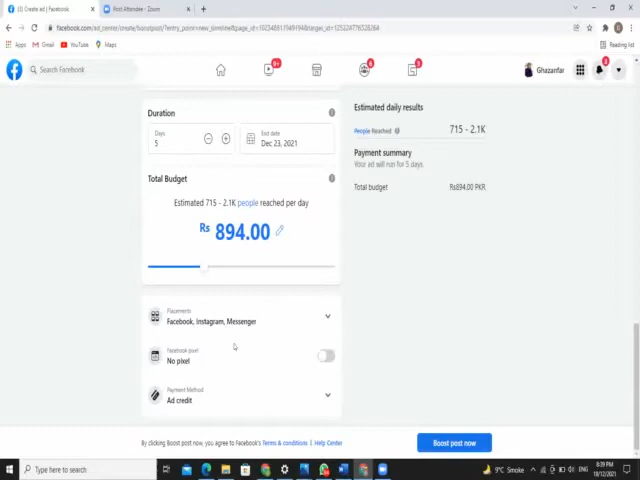 (3) Create ad | Facebook
Post Attendee - Zoom
Apps
Gmail
YouTube
Maps
Reading list
Search Facebook
9+
6
5
Ghazanfar
8
Duration
Days
5
End date
Dec 23, 2021
Total Budget
Estimated 715 - 2.1K people reached per day
Rs 894.00
Placements
Facebook, Instagram, Messenger
Facebook pixel
No pixel
Payment Method
Ad credit
Estimated daily results
People Reached
715 - 2.1K
Payment summary
Your ad will run for 5 days.
Total budget
Rs894.00 PKR
By clicking Boost post now, you agree to Facebook's Terms & conditions | Help Center
Boost post now
Type here to search
9°C Smoke
ENG
8:39 PM
18/12/2021